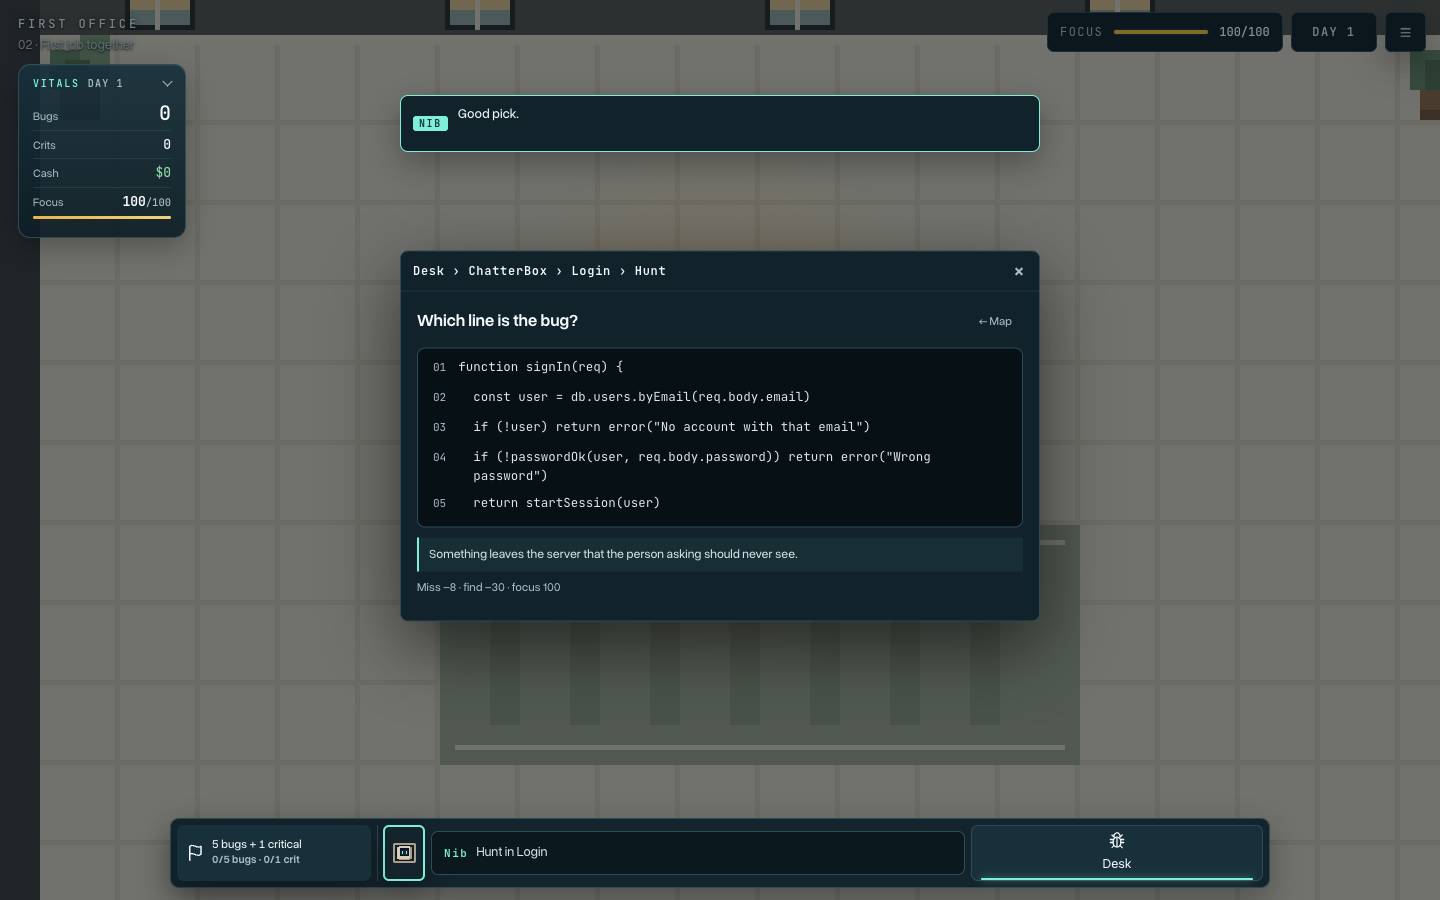 FIRST OFFICE
02 · First job together
FOCUS 100/100
DAY 1
VITALS DAY 1
Bugs 0
Crits 0
Cash $0
Focus 100/100
NIB Good pick.
Desk › ChatterBox › Login › Hunt ×
Which line is the bug? ← Map
01 function signIn(req) {
02 const user = db.users.byEmail(req.body.email)
03 if (!user) return error("No account with that email")
04 if (!passwordOk(user, req.body.password)) return error("Wrong
password")
05 return startSession(user)
Something leaves the server that the person asking should never see.
Miss −8 · find −30 · focus 100
5 bugs + 1 critical
0/5 bugs · 0/1 crit
Nib Hunt in Login
Desk